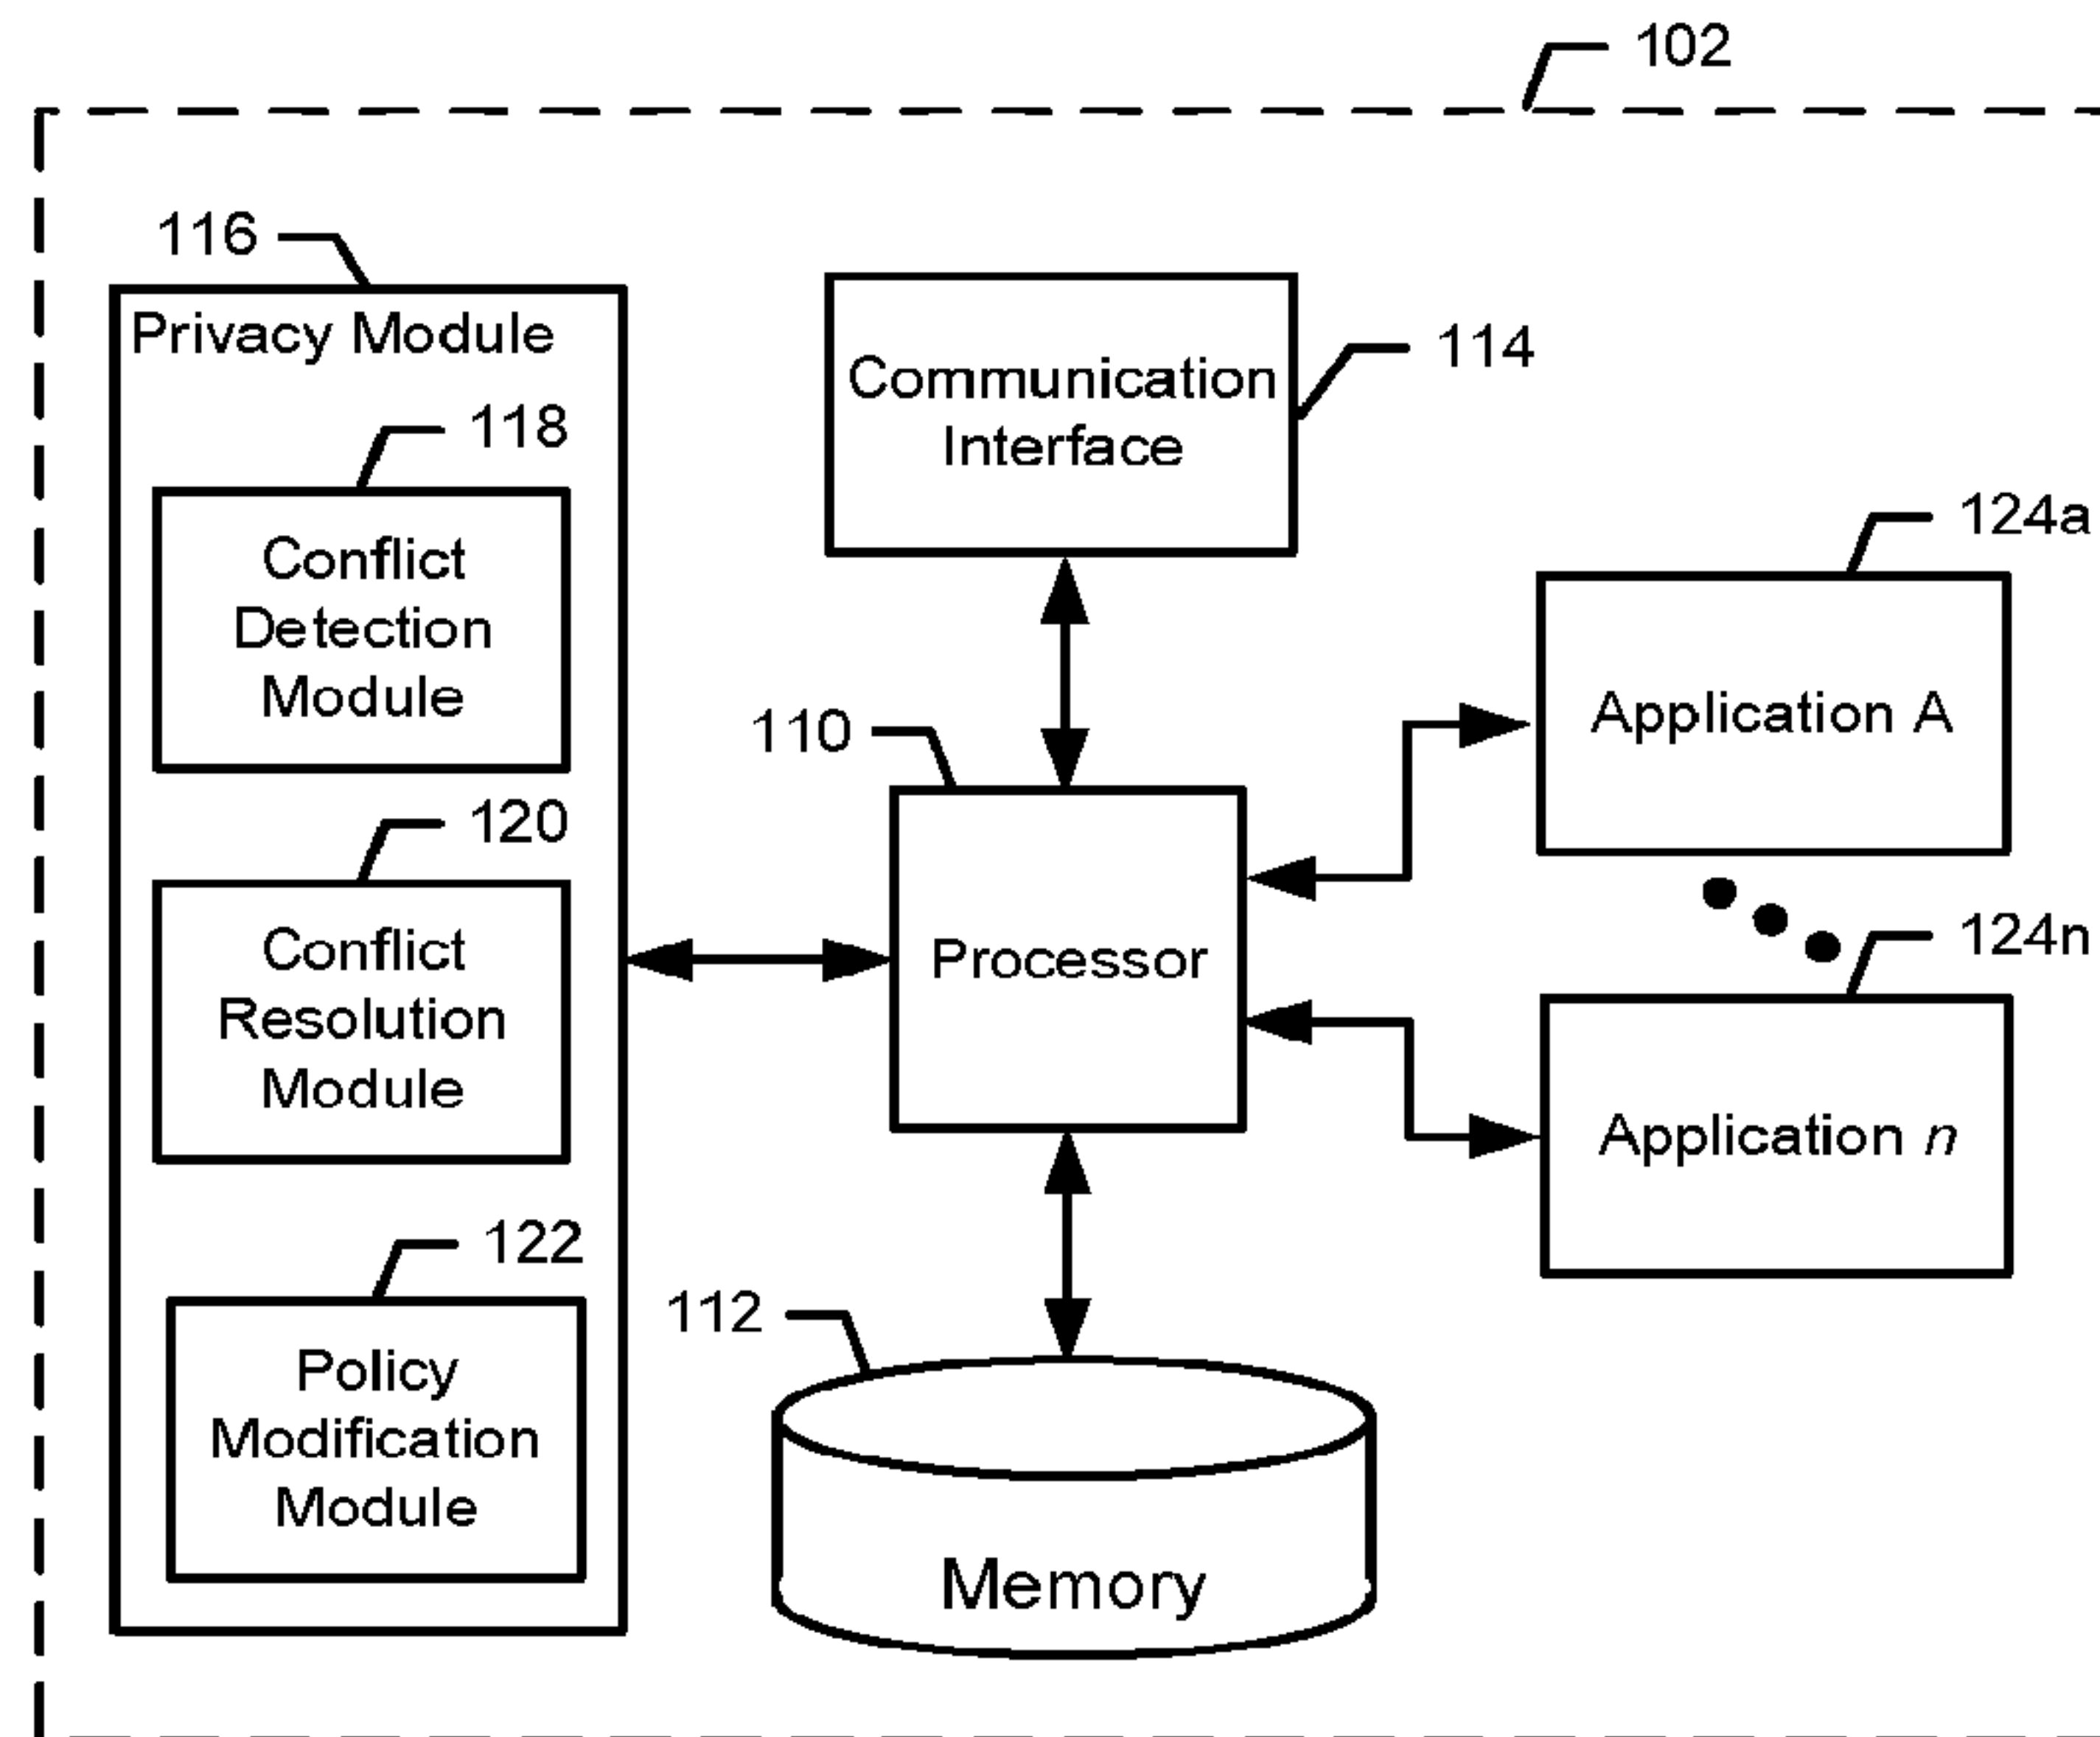 102
116
Privacy Module
118
Conflict
Detection
Module
120
Conflict
Resolution
Module
122
Policy
Modification
Module
Communication
Interface
114
110
Processor
112
Memory
124a
Application A
124n
Application n